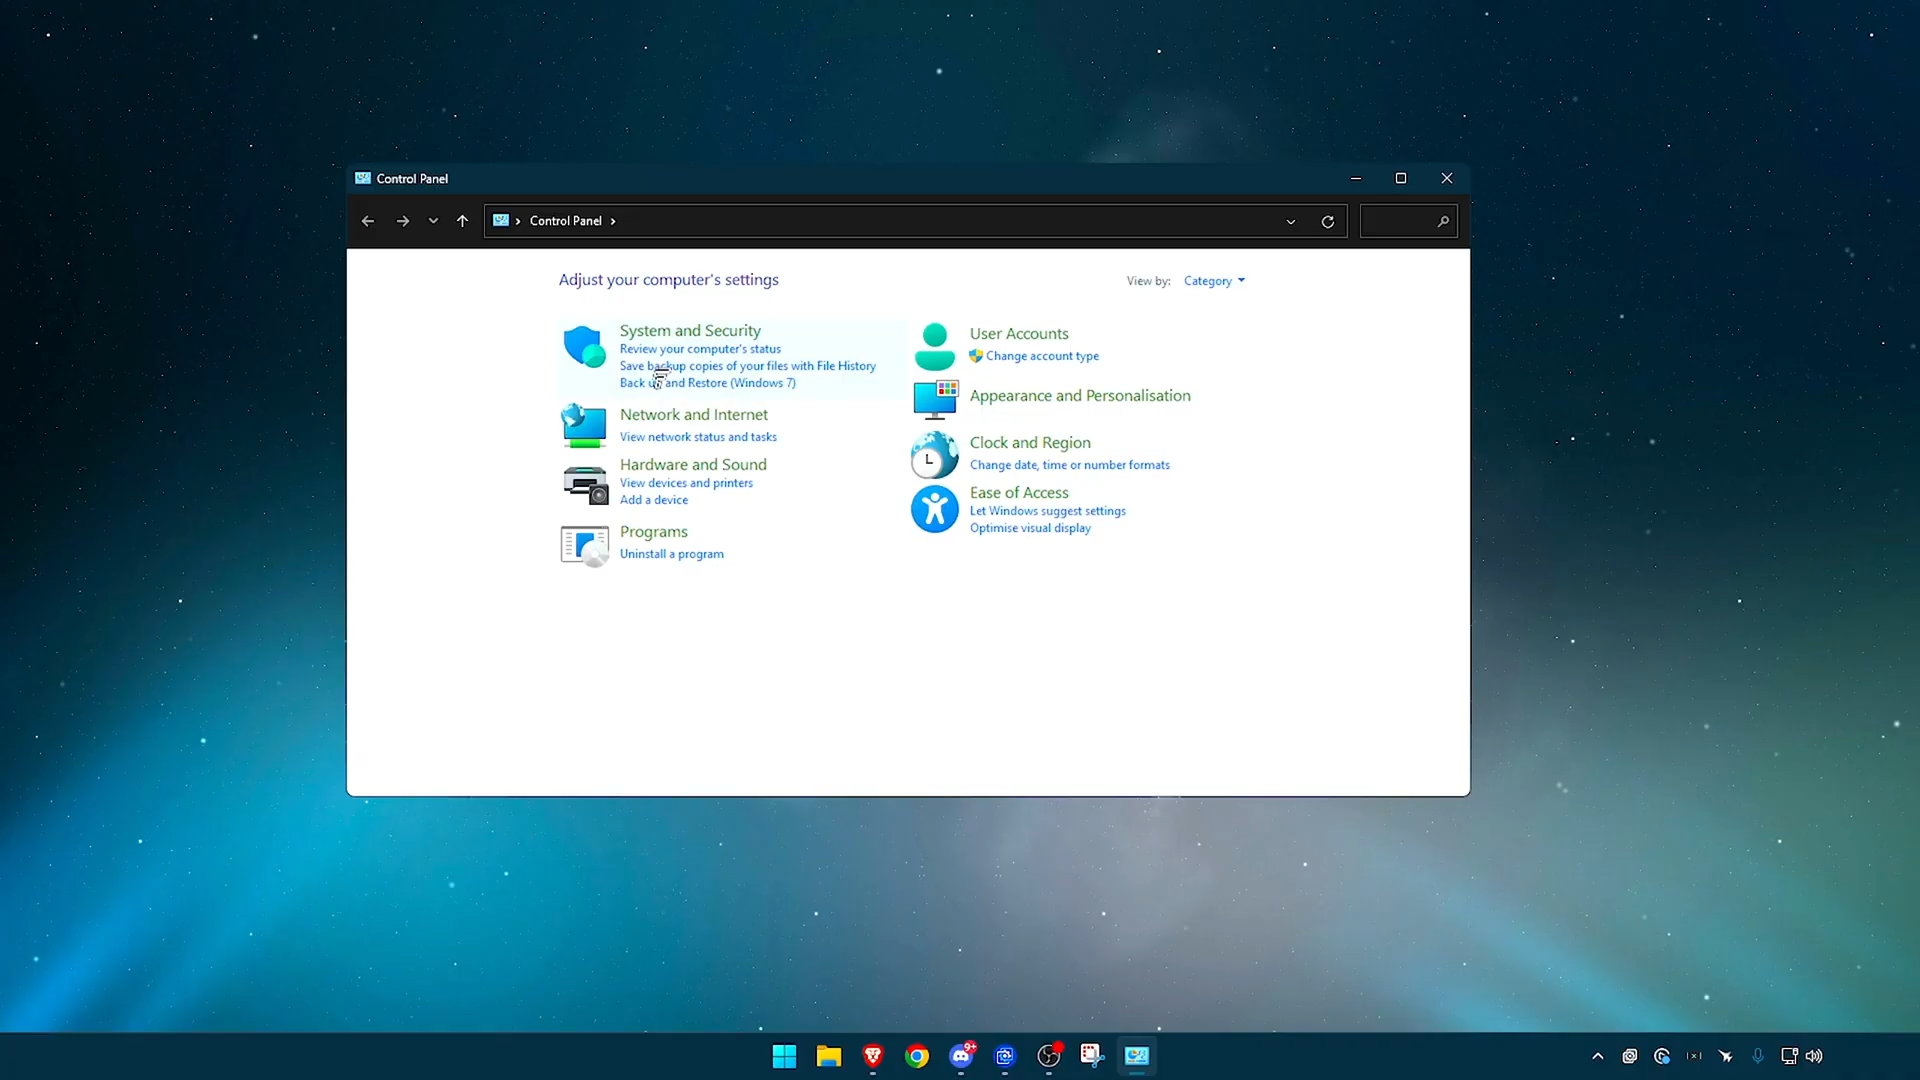 Control Panel
Control Panel
Adjust your computer's settings
View by: Category
System and Security
Review your computer's status
Save backup copies of your files with File History
Back up and Restore (Windows 7)
Network and Internet
View network status and tasks
Hardware and Sound
View devices and printers
Add a device
Programs
Uninstall a program
User Accounts
Change account type
Appearance and Personalisation
Clock and Region
Change date, time or number formats
Ease of Access
Let Windows suggest settings
Optimise visual display
9+